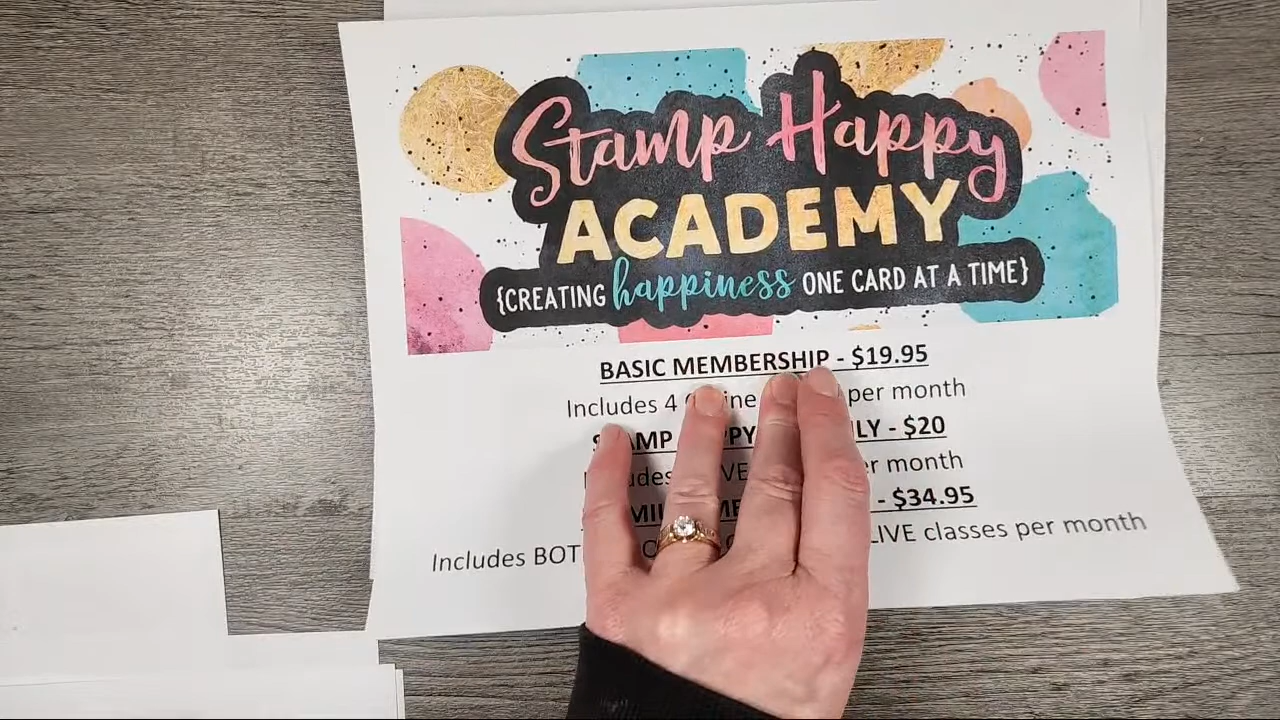 Stamp Happy
ACADEMY
{CREATING happiness ONE CARD AT A TIME}
BASIC MEMBERSHIP - $19.95
Includes 4 per month
- $20
per month
- $34.95
Includes LIVE classes per month